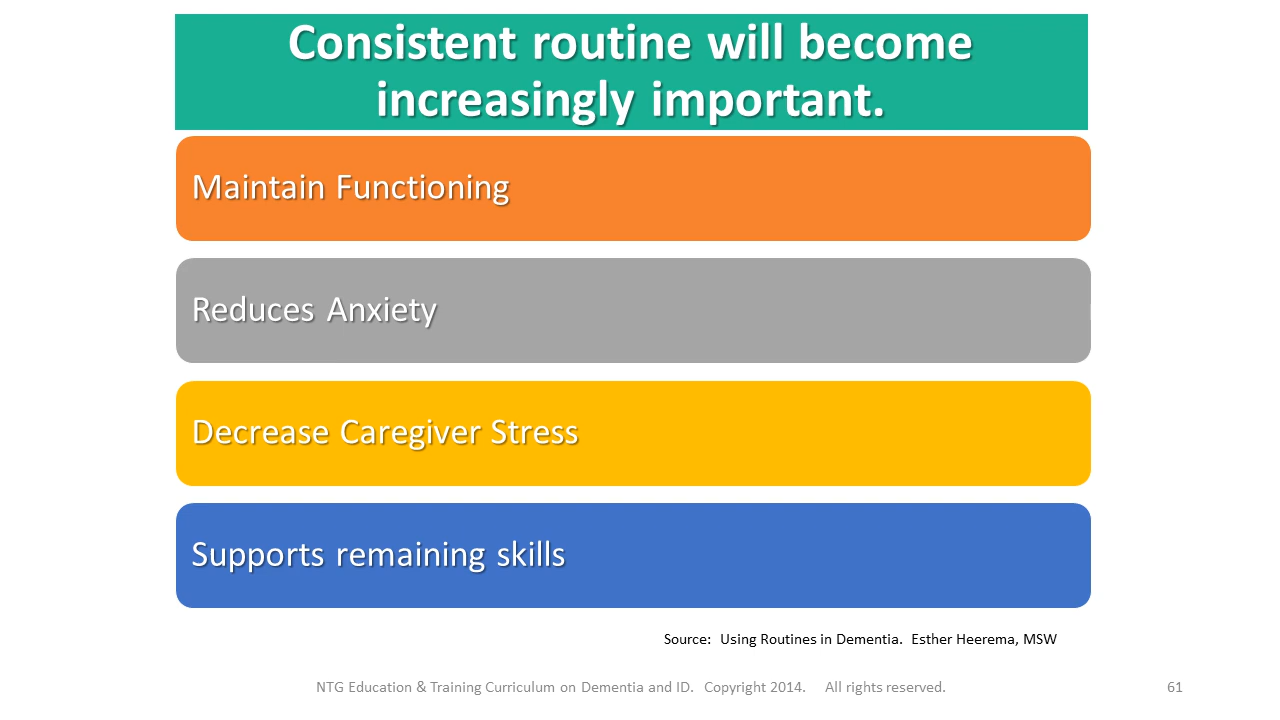 Consistent routine will become
increasingly important.
Maintain Functioning
Reduces Anxiety
Decrease Caregiver Stress
Supports remaining skills
Source: Using Routines in Dementia. Esther Heerema, MSW
NTG Education & Training Curriculum on Dementia and ID. Copyright 2014. All rights reserved. 61